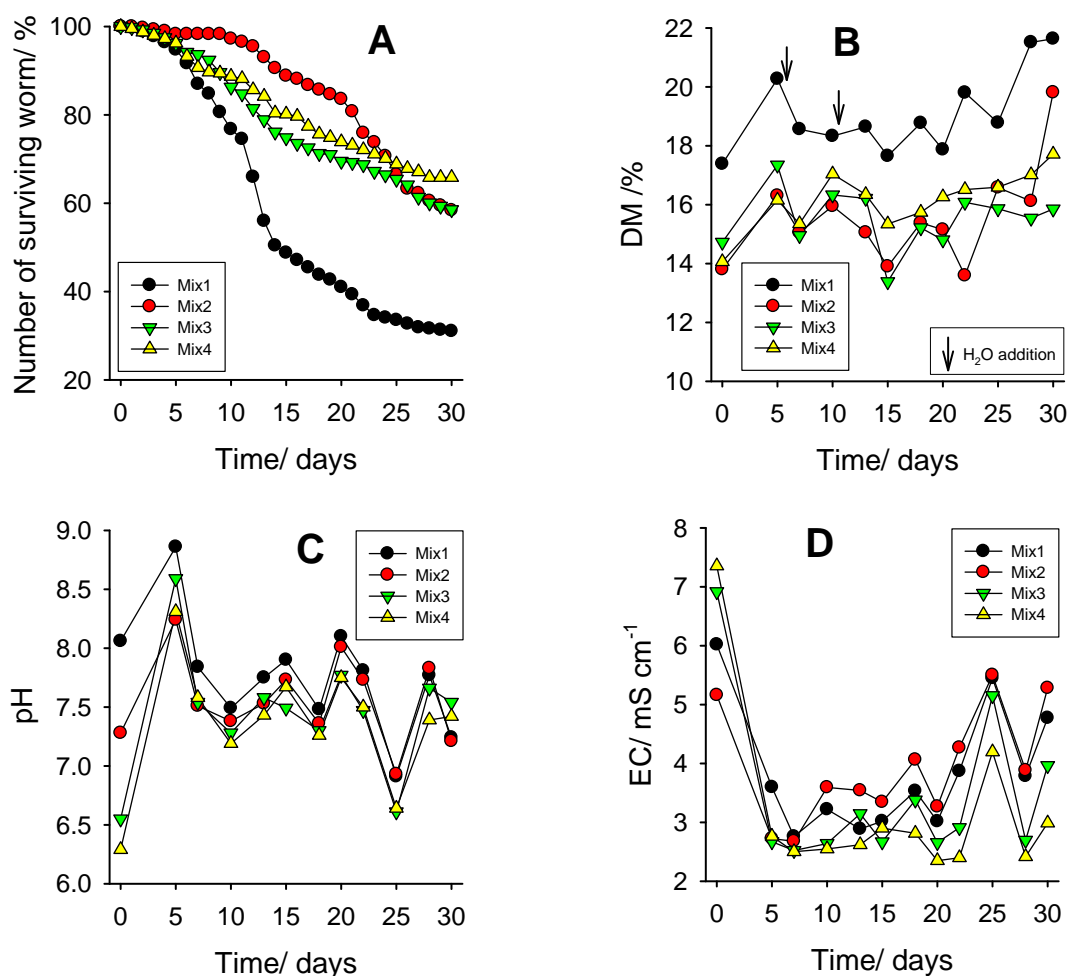 A
Number of surviving worm/ %
100
80
60
40
20
Mix1
Mix2
Mix3
Mix4
0 5 10 15 20 25 30
Time/ days
B
DM /%
22
20
18
16
14
12
10
Mix1
Mix2
Mix3
Mix4
H₂O addition
0 5 10 15 20 25 30
Time/ days
C
pH
9.0
8.5
8.0
7.5
7.0
6.5
6.0
Mix1
Mix2
Mix3
Mix4
0 5 10 15 20 25 30
Time/ days
D
EC/ mS cm⁻¹
8
7
6
5
4
3
2
Mix1
Mix2
Mix3
Mix4
0 5 10 15 20 25 30
Time/ days